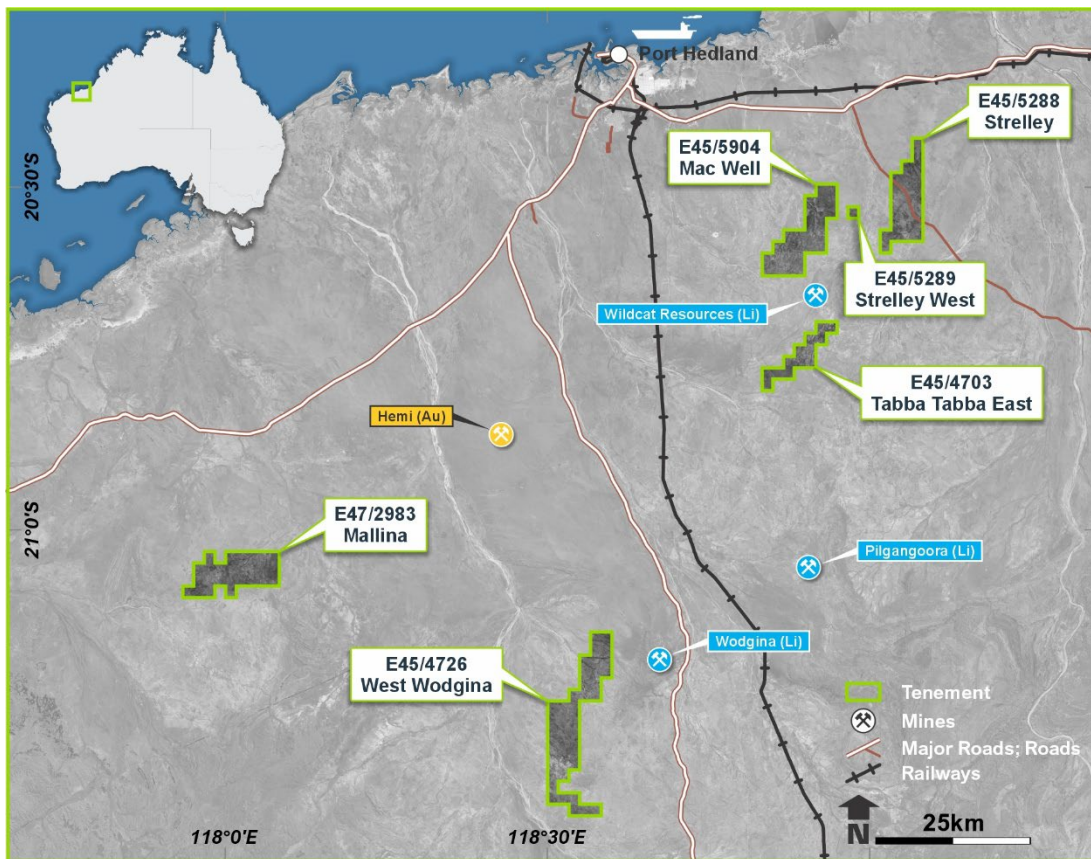 Port Hedland
E45/5288
Strelley
E45/5904
Mac Well
20°30'S
E45/5289
Strelley West
Wildcat Resources (Li)
E45/4703
Tabba Tabba East
Hemi (Au)
E47/2983
Mallina
21°0'S
Pilgangoora (Li)
Wodgina (Li)
E45/4726
West Wodgina
Tenement
Mines
Major Roads; Roads
Railways
N
25km
118°0'E
118°30'E